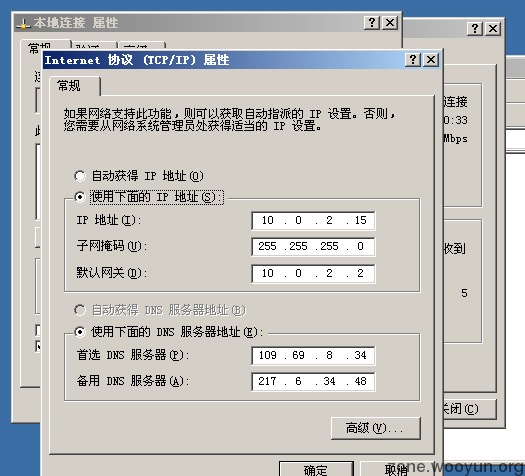 本地连接 属性
常规
验证
高级
连接
0:33
Mbps
收到
5
关闭(C)
Internet 协议 (TCP/IP) 属性
常规
如果网络支持此功能，则可以获取自动指派的 IP 设置。否则，
您需要从网络系统管理员处获得适当的 IP 设置。
自动获得 IP 地址(O)
使用下面的 IP 地址(S):
IP 地址(I): 10 . 0 . 2 . 15
子网掩码(U): 255 .255 .255 . 0
默认网关(D): 10 . 0 . 2 . 2
自动获得 DNS 服务器地址(B)
使用下面的 DNS 服务器地址(E):
首选 DNS 服务器(P): 109 . 69 . 8 . 34
备用 DNS 服务器(A): 217 . 6 . 34 . 48
高级(V)...
确定
取消
zone.wooyun.org